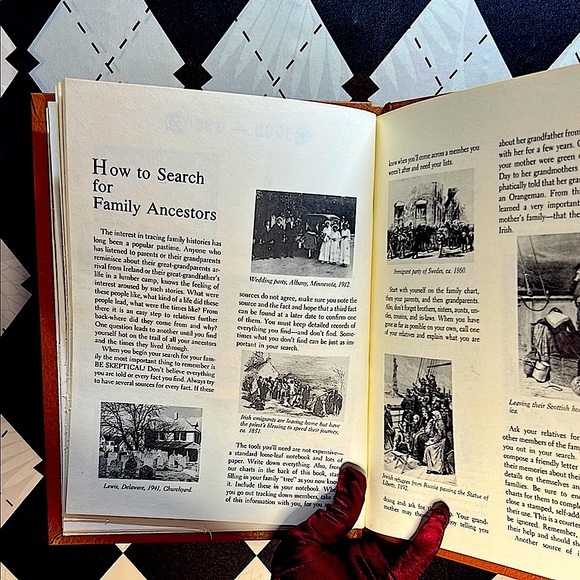 How to Search
for
Family Ancestors
The interest in tracing family histories has
long been a popular pastime. Anyone who
has listened to parents or their grandparents
reminisce about their great-grandparents ar-
rival from Ireland or their great-grandfather's
life in a lumber camp, knows the feeling of
interest aroused by such stories. What were
these people like, what kind of a life did these
people lead, what were the times like? From
there it is an easy step to relatives further
back-where did they come from and why?
One question leads to another until you find
yourself hot on the trail of all your ancestors
and the times they lived through.
When you begin your search for your fam-
ily the most important thing to remember is
BE SKEPTICAL! Don't believe everything
you are told or every fact you find. Always try
to have several sources for every fact. If these
Lewis, Delaware, 1941, Churchyard.
Wedding party, Albany, Minnesota, 1912.
sources do not agree, make sure you note the
source and the fact and hope that a third fact
can be found at a later date to confirm one
of them. You must keep detailed records of
everything you find—and don't find. Some-
times what you don't find can be just as im-
portant in your search.
Irish emigrants are leaving home but have
the priest's blessing to speed their journey,
ca. 1851.
The tools you'll need are not expensive—
a standard loose-leaf notebook and lots of
paper. Write down everything. Also, from
our charts in the back of this book, start
filling in your family "tree" as you now know
it. Include these in your notebook. When
you go out tracking down members, take
of this information with you, for you
know when you'll come across a member you
weren't after and need your lists.
Immigrant party of Sweden, ca. 1860.
Start with yourself on the family chart,
then your parents, and then grandparents.
Also, don't forget brothers, sisters, aunts, un-
cles, cousins, and in-laws. When you have
gone as far as possible on your own, call one
of your relatives and explain what you are
Jewish refugees from Russia passing the Statue of
Liberty, 1892.
doing and ask for the
mother may then
Your grand-
by telling you
about her grandfather from
with her for a few years.
your mother wore green
Day to her grandmothers
phatically told that her gran
an Orangeman. From thi
learned a very important
mother's family—that the
Irish.
Leaving their Scottish h
ica.
Ask your relatives for
other members of the fam
you out in your search.
compose a friendly letter
their memories about thei
details on themselves
families. Be sure to en
charts for them to comple
close a stamped, self-add
their use. This is a courte
be ignored. Remember,
their help and should sh
Another source of